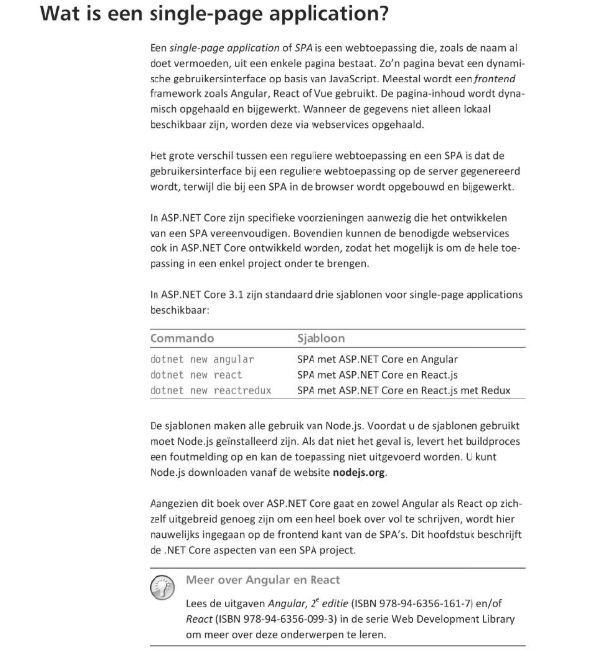 Wat is een single-page application?
Een single-page application of SPA is een webtoepassing die, zoals de naam al
doet vermoeden, uit een enkele pagina bestaat. Zo'n pagina bevat een dynami-
sche gebruikersinterface op basis van JavaScript. Meestal wordt een frontend
framework zoals Angular, React of Vue gebruikt. De pagina-inhoud wordt dyna-
misch opgehaald en bijgewerkt. Wanneer de gegevens niet alleen lokaal
beschikbaar zijn, worden deze via webservices opgehaald.
Het grote verschil tussen een reguliere webtoepassing en een SPA is dat de
gebruikersinterface bij een reguliere webtoepassing op de server gegenereerd
wordt, terwijl die bij een SPA in de browser wordt opgebouwd en bijgewerkt.
In ASP.NET Core zijn specifieke voorzieningen aanwezig die het ontwikkelen
van een SPA vereenvoudigen. Bovendien kunnen de benodigde webservices
ook in ASP.NET Core ontwikkeld worden, zodat het mogelijk is om de hele toe-
passing in een enkel project onder te brengen.
In ASP.NET Core 3.1 zijn standaard drie sjablonen voor single-page applications
beschikbaar:
Commando Sjabloon
dotnet new angular SPA met ASP.NET Core en Angular
dotnet new react SPA met ASP.NET Core en React.js
dotnet new reactredux SPA met ASP.NET Core en React.js met Redux
De sjablonen maken alle gebruik van Node.js. Voordat u de sjablonen gebruikt
moet Node.js geïnstalleerd zijn. Als dat niet het geval is, levert het buildproces
een foutmelding op en kan de toepassing niet uitgevoerd worden. U kunt
Node.js downloaden vanaf de website nodejs.org.
Aangezien dit boek over ASP.NET Core gaat en zowel Angular als React op zich-
zelf uitgebreid genoeg zijn om een heel boek over vol te schrijven, wordt hier
nauwelijks ingegaan op de frontend kant van de SPA's. Dit hoofdstuk beschrijft
de .NET Core aspecten van een SPA project.
Meer over Angular en React
Lees de uitgaven Angular, 2e editie (ISBN 978-94-6356-161-7) en/of
React (ISBN 978-94-6356-099-3) in de serie Web Development Library
om meer over deze onderwerpen te leren.